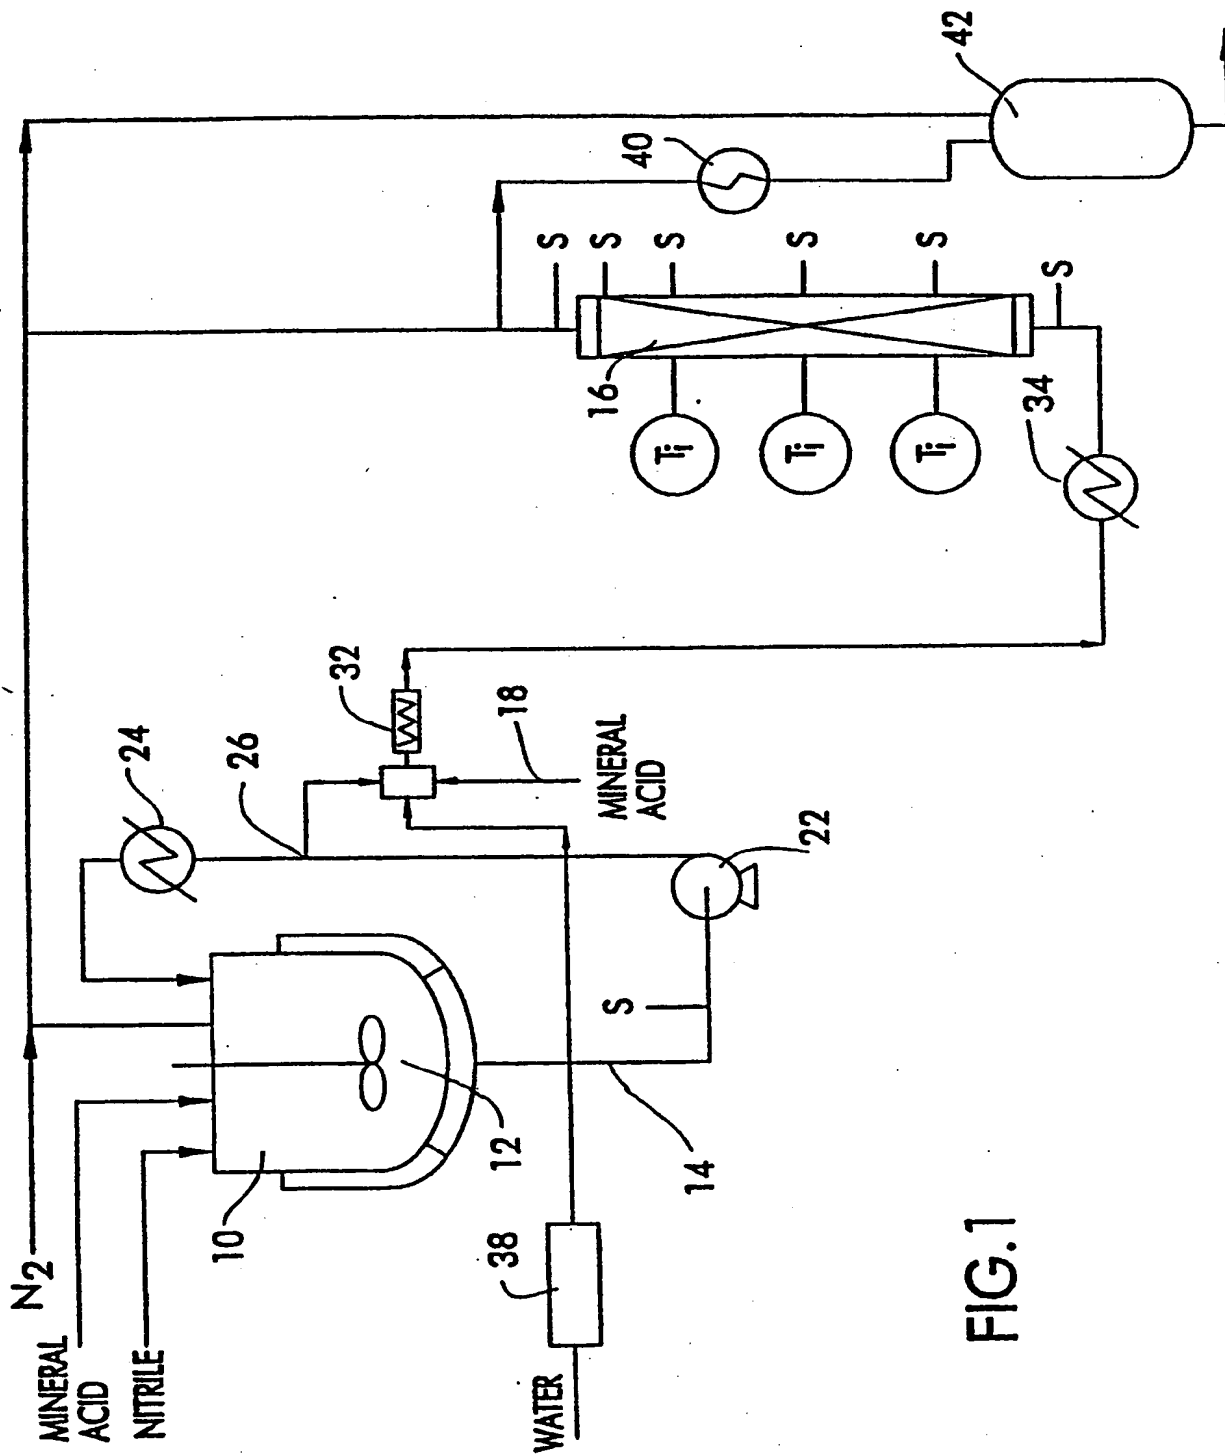 N2
MINERAL
ACID
NITRILE
10
12
24
26
S
14
22
WATER
38
32
18
MINERAL
ACID
34
16
Ti
Ti
Ti
S
S
S
S
S
S
40
42
FIG.1